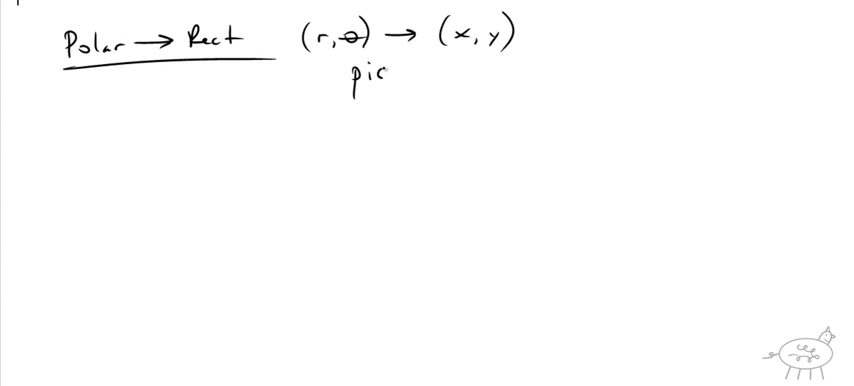 Polar → Rect (r, θ) → (x, y)
pic